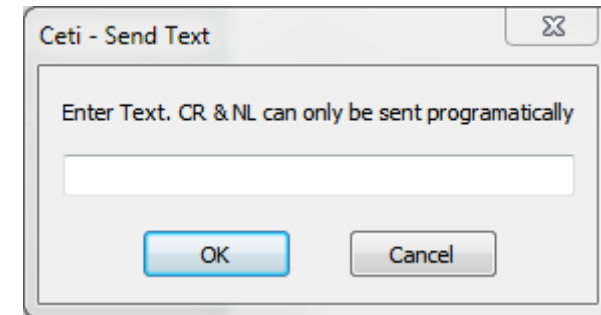 Ceti - Send Text
Enter Text. CR & NL can only be sent programatically
OK
Cancel